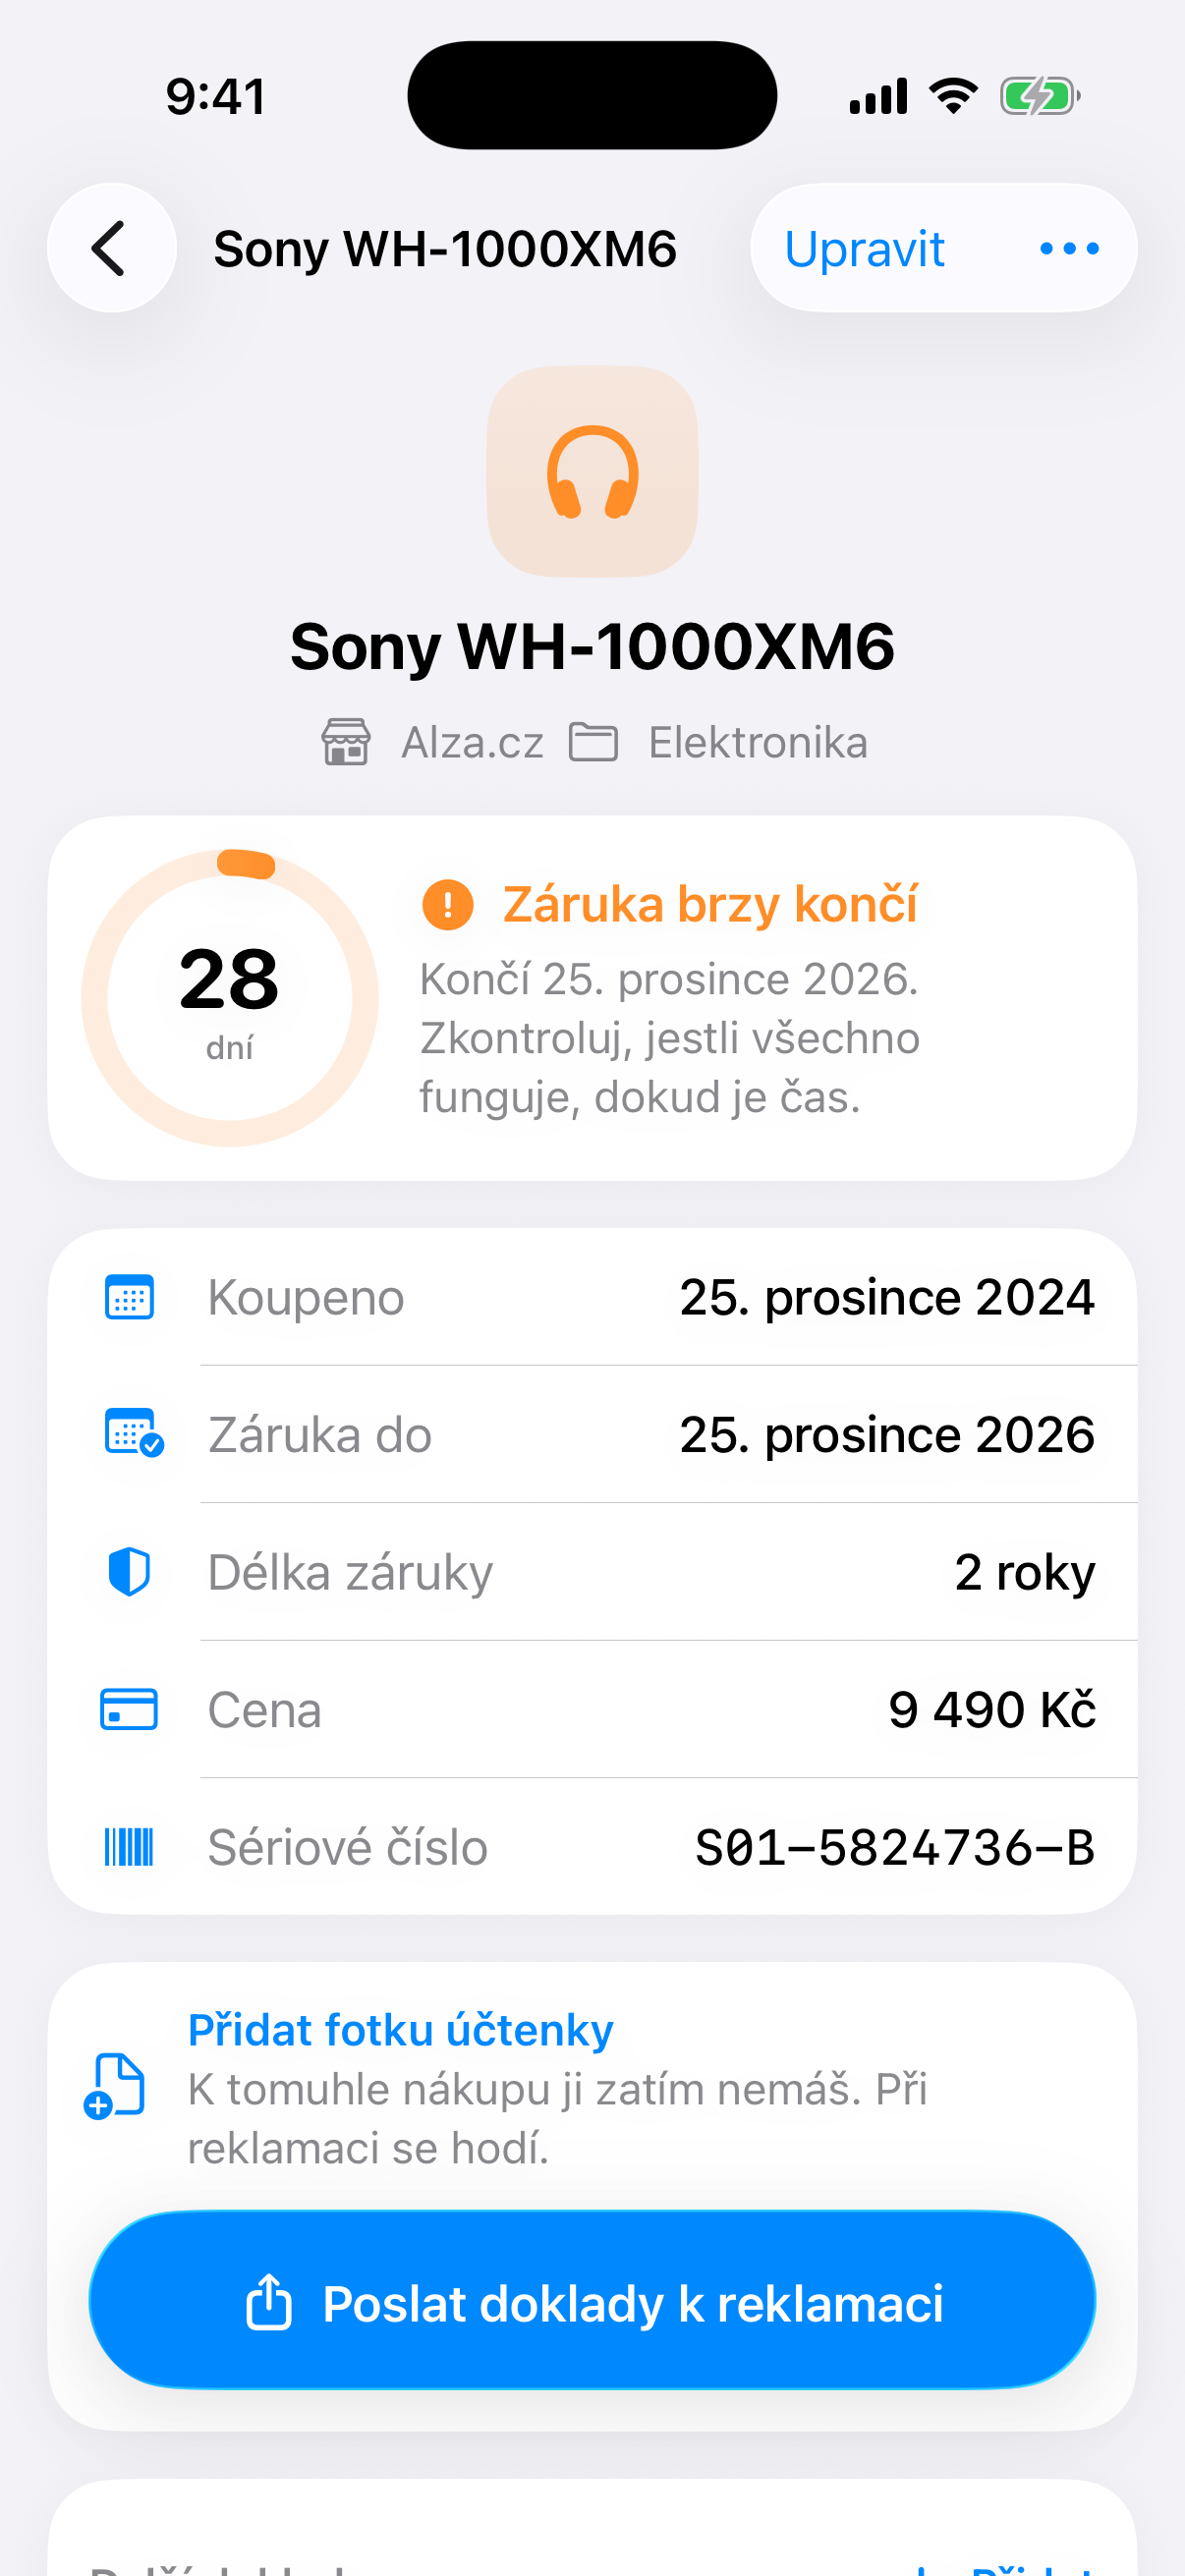 9:41
Sony WH-1000XM6
Upravit
Sony WH-1000XM6
Alza.cz Elektronika
28
dní
Záruka brzy končí
Končí 25. prosince 2026.
Zkontroluj, jestli všechno
funguje, dokud je čas.
Koupeno 25. prosince 2024
Záruka do 25. prosince 2026
Délka záruky 2 roky
Cena 9 490 Kč
Sériové číslo S01-5824736-B
Přidat fotku účtenky
K tomuhle nákupu ji zatím nemáš. Při
reklamaci se hodí.
Poslat doklady k reklamaci
Přidat